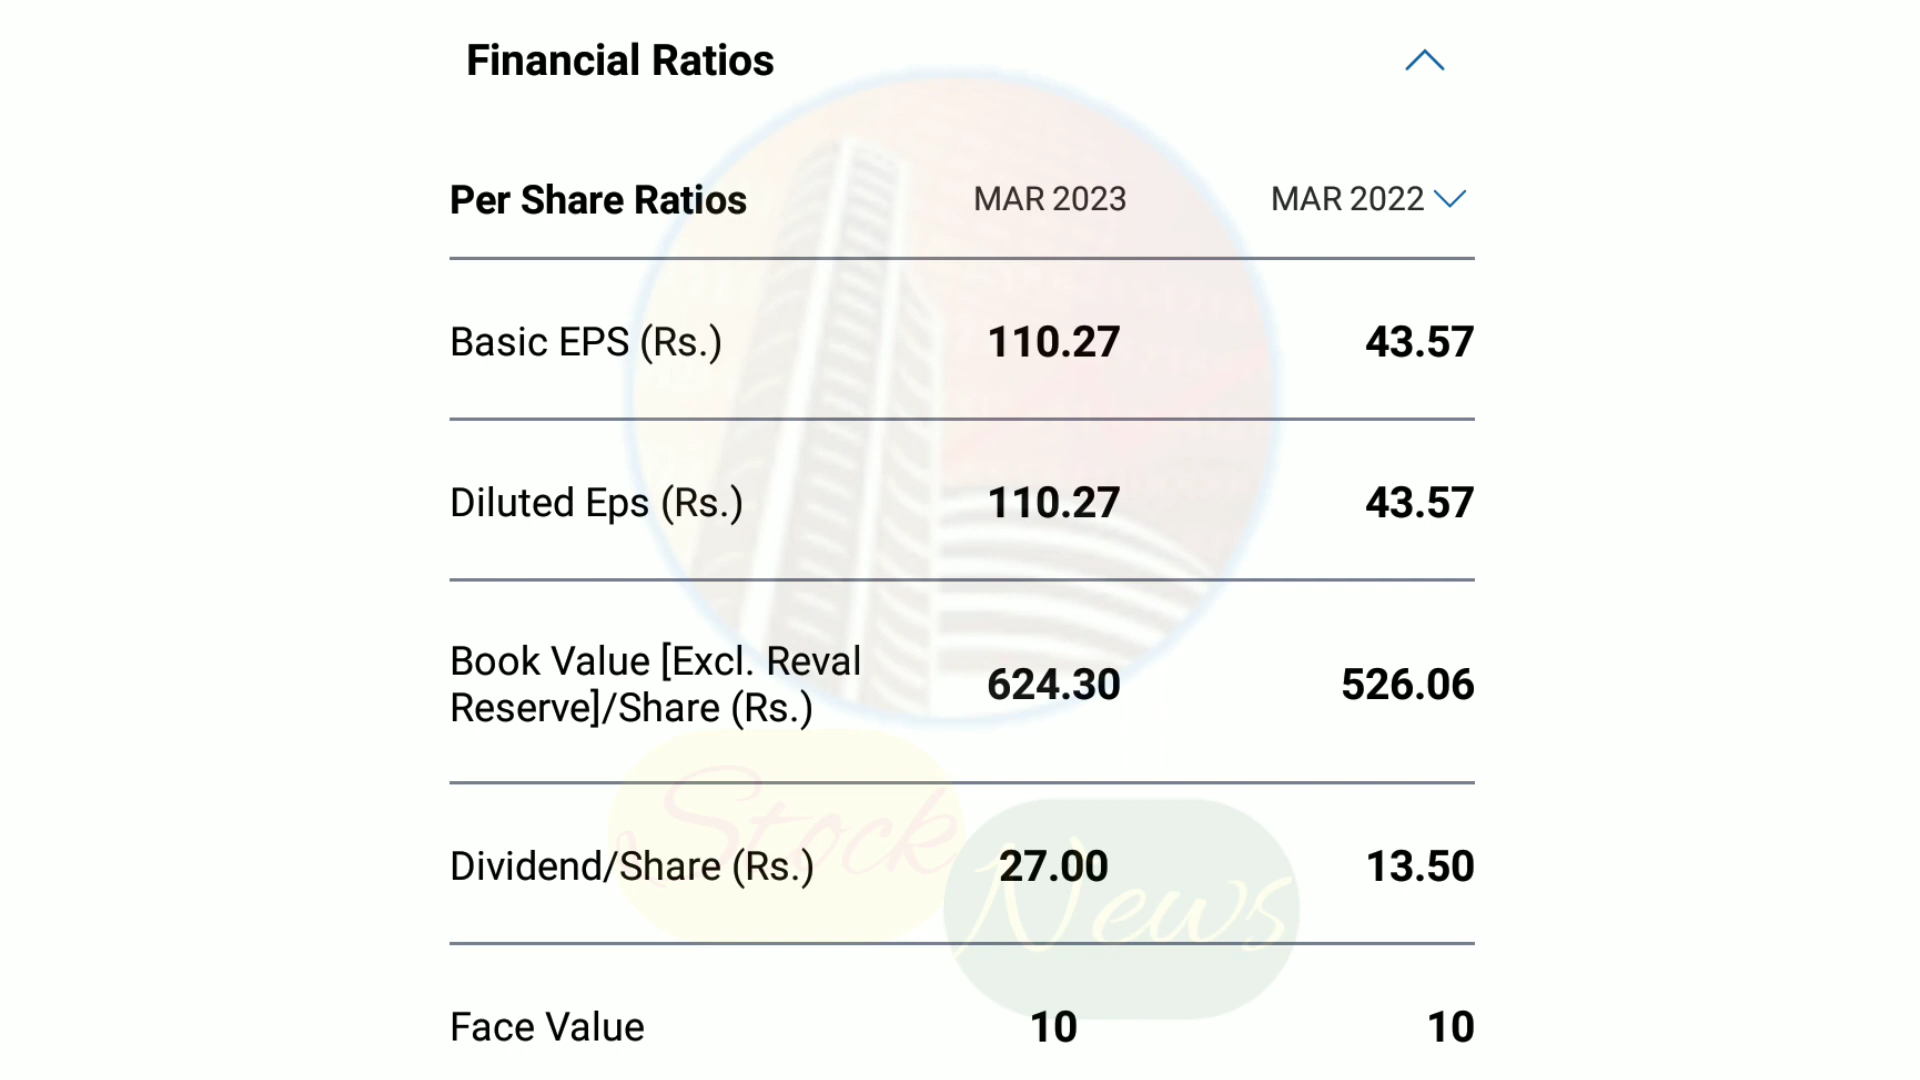 Financial Ratios
Per Share Ratios MAR 2023 MAR 2022
Basic EPS (Rs.) 110.27 43.57
Diluted Eps (Rs.) 110.27 43.57
Book Value [Excl. Reval
Reserve]/Share (Rs.) 624.30 526.06
Stock
Dividend/Share (Rs.) 27.00 13.50
News
Face Value 10 10